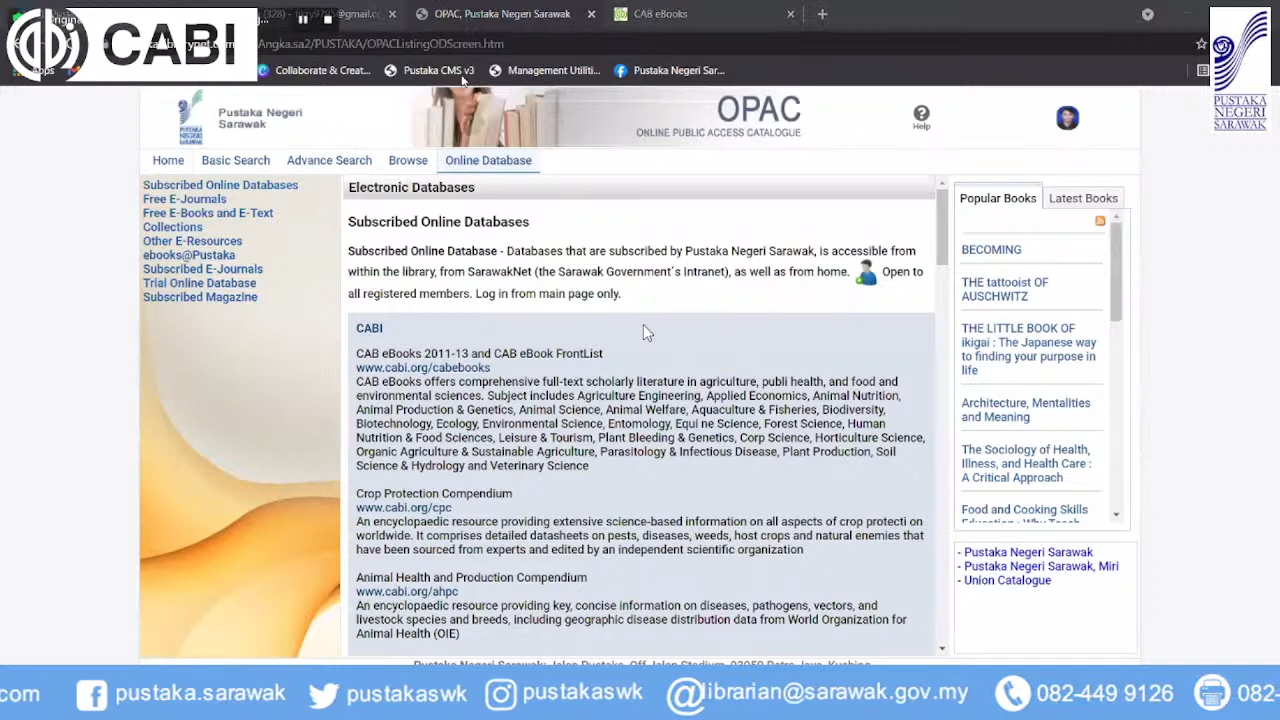 CABI
OPAC, Pustaka Negeri Sarawak
CAB eBooks
Angka.sa2/PUSTAKA/OPACListingODScreen.htm
Apps
Collaborate & Creat...
Pustaka CMS v3
Management Utiliti...
Pustaka Negeri Sar...
PUSTAKA
NEGERI
SARAWAK
Pustaka Negeri
Sarawak
PUSTAKA
NEGERI
SARAWAK
OPAC
ONLINE PUBLIC ACCESS CATALOGUE
Help
Home
Basic Search
Advance Search
Browse
Online Database
Subscribed Online Databases
Free E-Journals
Free E-Books and E-Text
Collections
Other E-Resources
ebooks@Pustaka
Subscribed E-Journals
Trial Online Database
Subscribed Magazine
Electronic Databases
Subscribed Online Databases
Subscribed Online Database - Databases that are subscribed by Pustaka Negeri Sarawak, is accessible from
within the library, from SarawakNet (the Sarawak Government´s Intranet), as well as from home. Open to
all registered members. Log in from main page only.
CABI
CAB eBooks 2011-13 and CAB eBook FrontList
www.cabi.org/cabebooks
CAB eBooks offers comprehensive full-text scholarly literature in agriculture, publi health, and food and
environmental sciences. Subject includes Agriculture Engineering, Applied Economics, Animal Nutrition,
Animal Production & Genetics, Animal Science, Animal Welfare, Aquaculture & Fisheries, Biodiversity,
Biotechnology, Ecology, Environmental Science, Entomology, Equi ne Science, Forest Science, Human
Nutrition & Food Sciences, Leisure & Tourism, Plant Bleeding & Genetics, Corp Science, Horticulture Science,
Organic Agriculture & Sustainable Agriculture, Parasitology & Infectious Disease, Plant Production, Soil
Science & Hydrology and Veterinary Science
Crop Protection Compendium
www.cabi.org/cpc
An encyclopaedic resource providing extensive science-based information on all aspects of crop protecti on
worldwide. It comprises detailed datasheets on pests, diseases, weeds, host crops and natural enemies that
have been sourced from experts and edited by an independent scientific organization
Animal Health and Production Compendium
www.cabi.org/ahpc
An encyclopaedic resource providing key, concise information on diseases, pathogens, vectors, and
livestock species and breeds, including geographic disease distribution data from World Organization for
Animal Health (OIE)
Popular Books
Latest Books
BECOMING
THE tattooist OF
AUSCHWITZ
THE LITTLE BOOK OF
ikigai : The Japanese way
to finding your purpose in
life
Architecture, Mentalities
and Meaning
The Sociology of Health,
Illness, and Health Care :
A Critical Approach
Food and Cooking Skills
- Pustaka Negeri Sarawak
- Pustaka Negeri Sarawak, Miri
- Union Catalogue
com
pustaka.sarawak
pustakaswk
pustakaswk
librarian@sarawak.gov.my
082-449 9126
082-